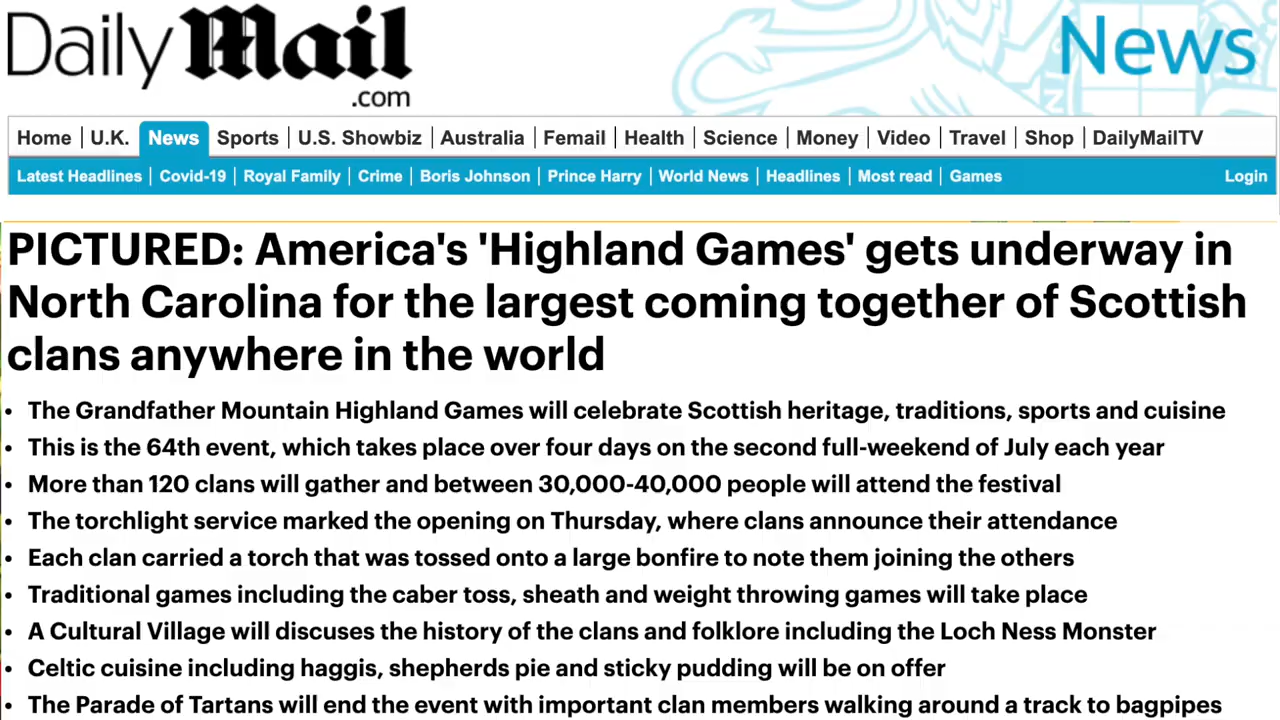 Daily Mail
.com
News
Home U.K. News Sports U.S. Showbiz Australia Femail Health Science Money Video Travel Shop DailyMailTV
Latest Headlines Covid-19 Royal Family Crime Boris Johnson Prince Harry World News Headlines Most read Games Login
PICTURED: America's 'Highland Games' gets underway in
North Carolina for the largest coming together of Scottish
clans anywhere in the world
• The Grandfather Mountain Highland Games will celebrate Scottish heritage, traditions, sports and cuisine
• This is the 64th event, which takes place over four days on the second full-weekend of July each year
• More than 120 clans will gather and between 30,000-40,000 people will attend the festival
• The torchlight service marked the opening on Thursday, where clans announce their attendance
• Each clan carried a torch that was tossed onto a large bonfire to note them joining the others
• Traditional games including the caber toss, sheath and weight throwing games will take place
• A Cultural Village will discuses the history of the clans and folklore including the Loch Ness Monster
• Celtic cuisine including haggis, shepherds pie and sticky pudding will be on offer
• The Parade of Tartans will end the event with important clan members walking around a track to bagpipes